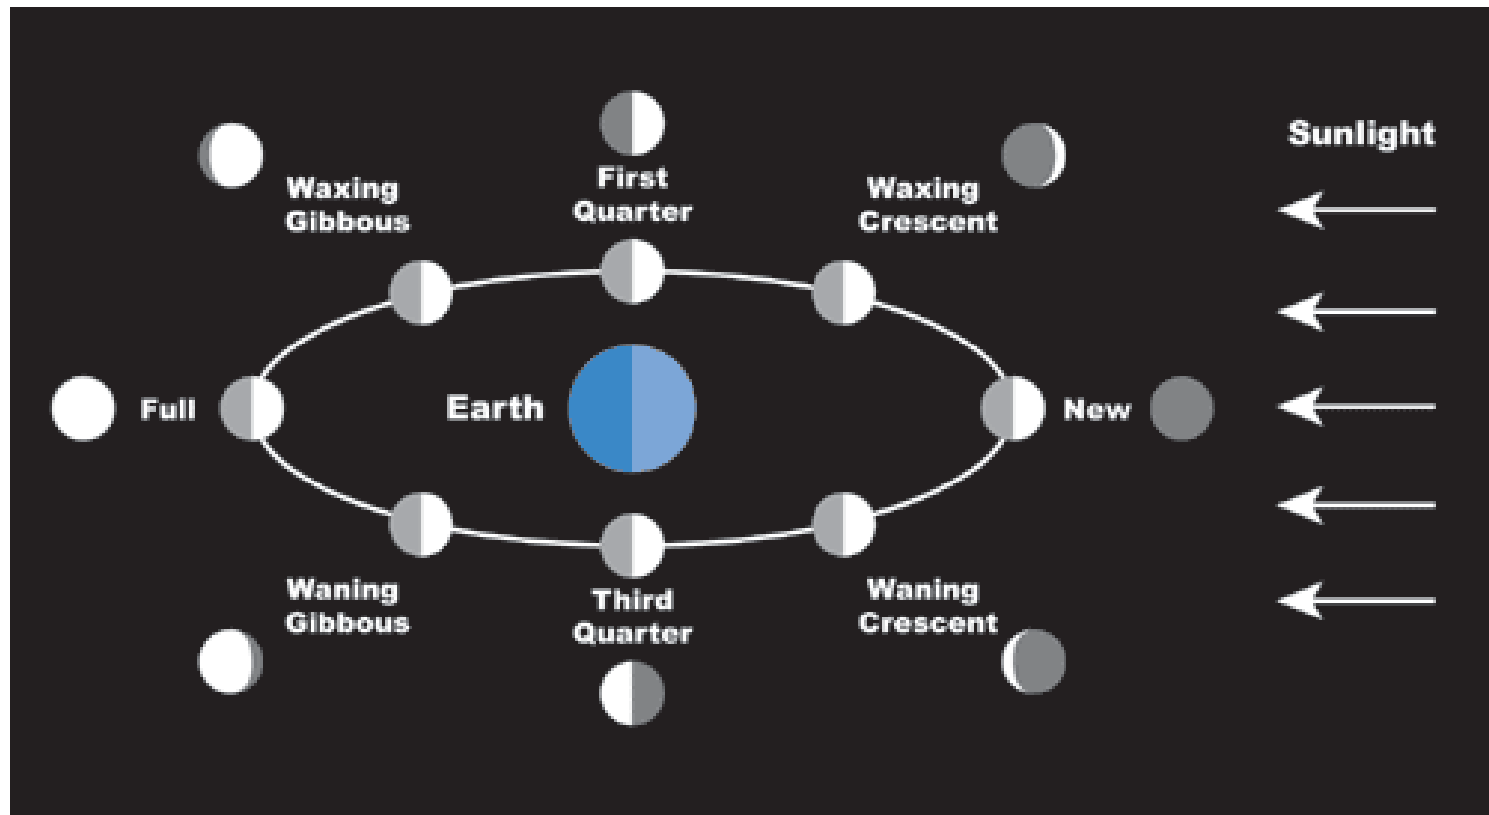 Sunlight
First
Quarter
Waxing
Gibbous
Waxing
Crescent
Full
Earth
New
Waning
Gibbous
Third
Quarter
Waning
Crescent